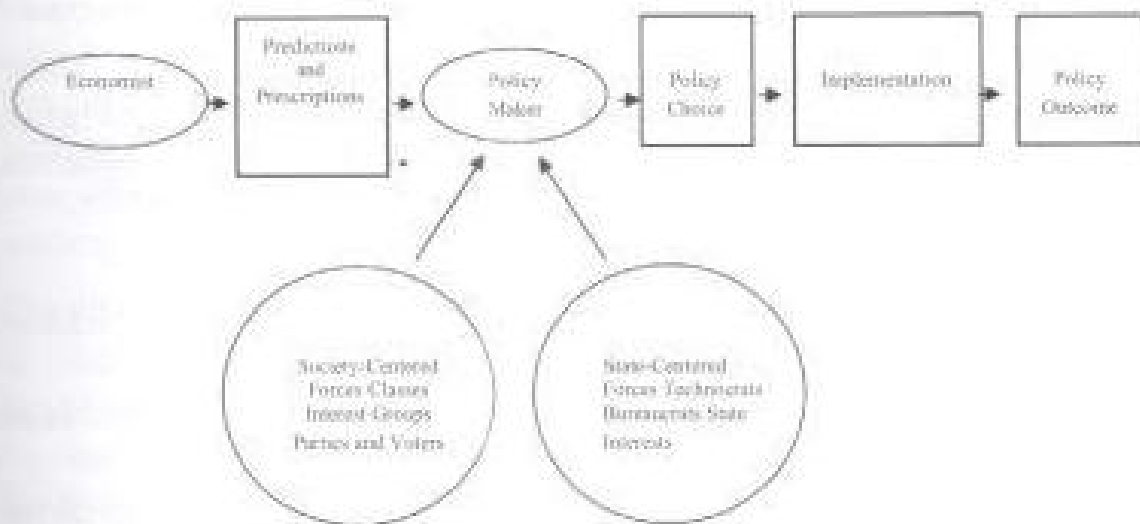 Economist
Predictions
and
Prescriptions
Policy
Maker
Policy
Choice
Implementation
Policy
Outcome
Society-Centered
Forces Classes
Interest Groups
Parties and Voters
State-Centered
Forces Technocrats
Bureaucrats State
Interests